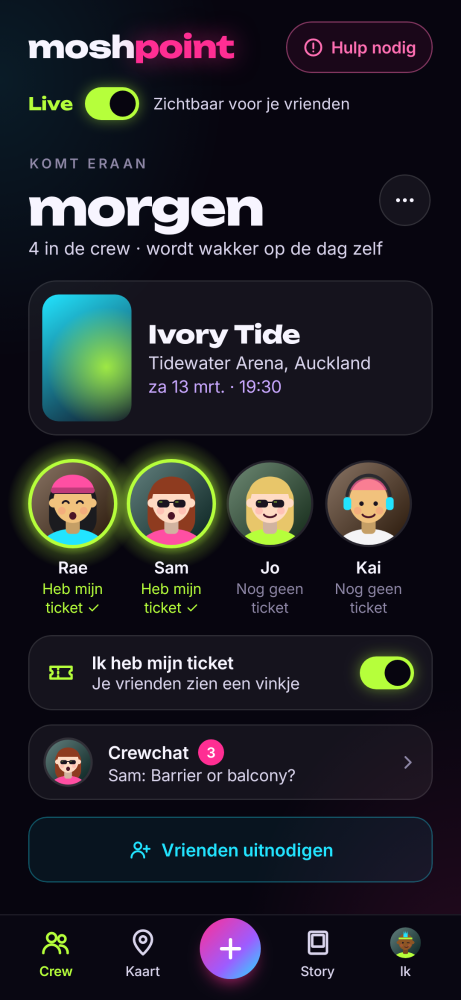 moshpoint
Hulp nodig
Live
Zichtbaar voor je vrienden
KOMT ERAAN
morgen
4 in de crew · wordt wakker op de dag zelf
Ivory Tide
Tidewater Arena, Auckland
za 13 mrt. · 19:30
Rae
Heb mijn
ticket ✓
Sam
Heb mijn
ticket ✓
Jo
Nog geen
ticket
Kai
Nog geen
ticket
Ik heb mijn ticket
Je vrienden zien een vinkje
Crewchat 3
Sam: Barrier or balcony?
Vrienden uitnodigen
Crew
Kaart
Story
Ik